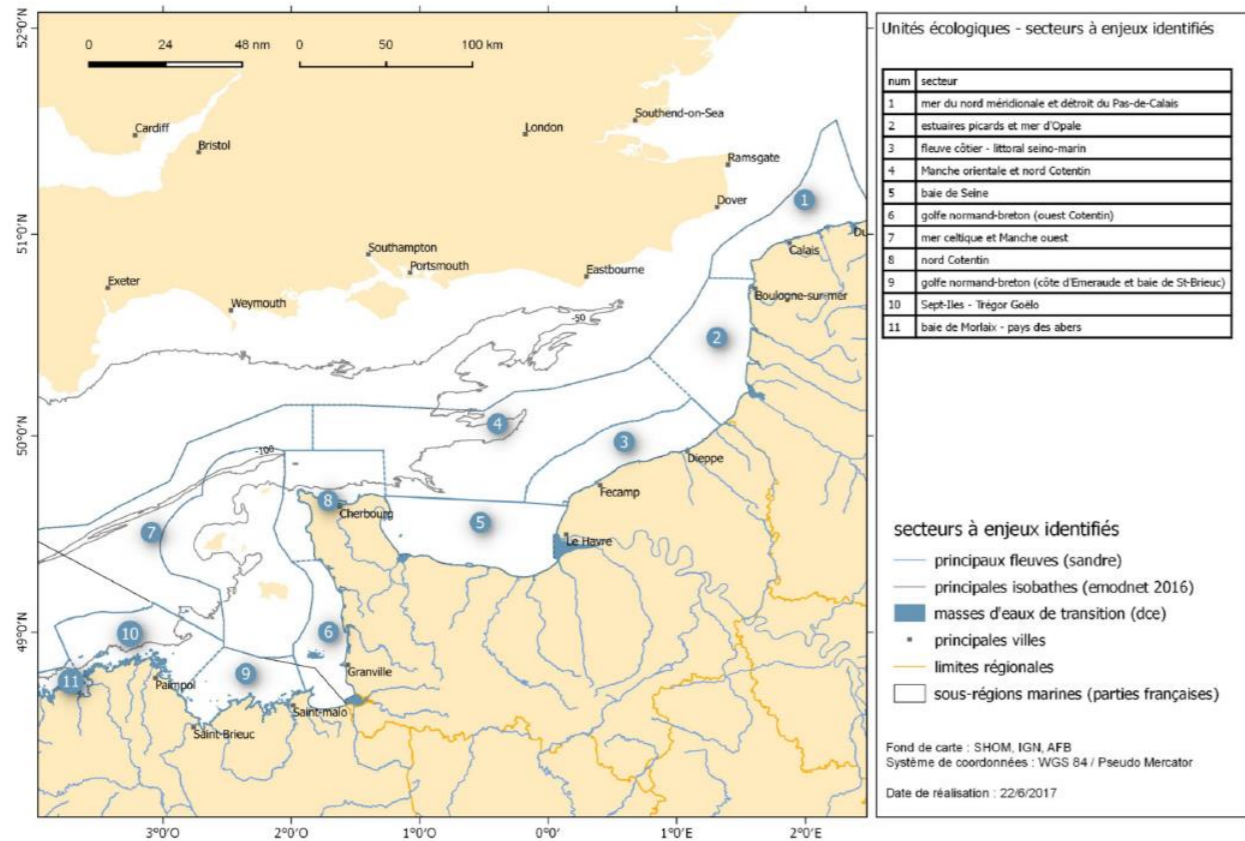 52°0'N
51°0'N
50°0'N
49°0'N
0 24 48 nm 0 50 100 km
Cardiff
Bristol
London
Southend-on-Sea
Ramsgate
Dover
Southampton
Portsmouth
Eastbourne
Exeter
Weymouth
Calais
Du
Boulogne-sur-mer
Dieppe
Fecamp
Le Havre
Cherbourg
Granville
Saint-malo
Saint-Brieuc
Paimpol
-50
-100
1
2
3
4
5
6
7
8
9
10
11
3°0'O 2°0'O 1°0'O 0°0'E 1°0'E 2°0'E
Unités écologiques - secteurs à enjeux identifiés
num secteur
1 mer du nord méridionale et détroit du Pas-de-Calais
2 estuaires picards et mer d'Opale
3 fleuve côtier - littoral seino-marin
4 Manche orientale et nord Cotentin
5 baie de Seine
6 golfe normand-breton (ouest Cotentin)
7 mer celtique et Manche ouest
8 nord Cotentin
9 golfe normand-breton (côte d'Emeraude et baie de St-Brieuc)
10 Sept-Iles - Trégor Goëlo
11 baie de Morlaix - pays des abers
secteurs à enjeux identifiés
principaux fleuves (sandre)
principales isobathes (emodnet 2016)
masses d'eaux de transition (dce)
principales villes
limites régionales
sous-régions marines (parties françaises)
Fond de carte : SHOM, IGN, AFB
Système de coordonnées : WGS 84 / Pseudo Mercator
Date de réalisation : 22/6/2017